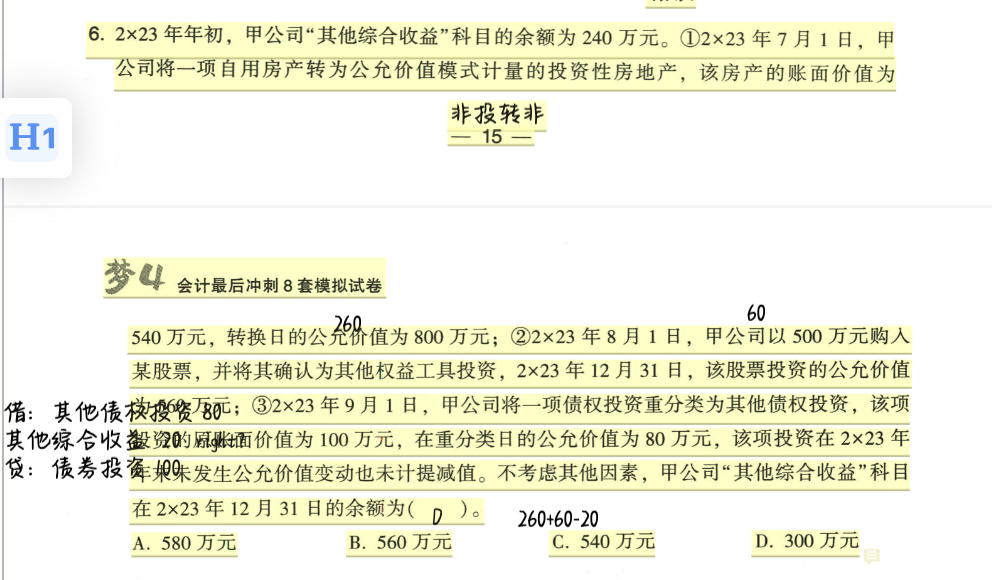 6. 2×23 年年初，甲公司“其他综合收益”科目的余额为 240 万元。①2×23 年 7 月 1 日，甲
公司将一项自用房产转为公允价值模式计量的投资性房地产，该房产的账面价值为
非投转非
— 15 —
H1
梦4 会计最后冲刺 8 套模拟试卷
260
60
540 万元，转换日的公允价值为 800 万元；②2×23 年 8 月 1 日，甲公司以 500 万元购入
某股票，并将其确认为其他权益工具投资，2×23 年 12 月 31 日，该股票投资的公允价值
万元；③2×23 年 9 月 1 日，甲公司将一项债权投资重分类为其他债权投资，该项
借：其他债权投资 80
投资的原账面价值为 100 万元，在重分类日的公允价值为 80 万元，该项投资在 2×23 年
其他综合收益 20 right?
年末未发生公允价值变动也未计提减值。不考虑其他因素，甲公司“其他综合收益”科目
贷：债券投资 100
在 2×23 年 12 月 31 日的余额为( D )。
260+60-20
A. 580 万元 B. 560 万元 C. 540 万元 D. 300 万元